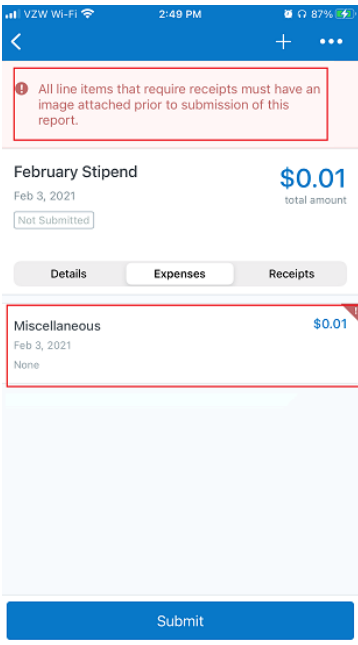 VZW Wi-Fi 2:49 PM 87%
All line items that require receipts must have an
image attached prior to submission of this
report.
February Stipend $0.01
Feb 3, 2021 total amount
Not Submitted
Details Expenses Receipts
Miscellaneous $0.01
Feb 3, 2021
None
Submit